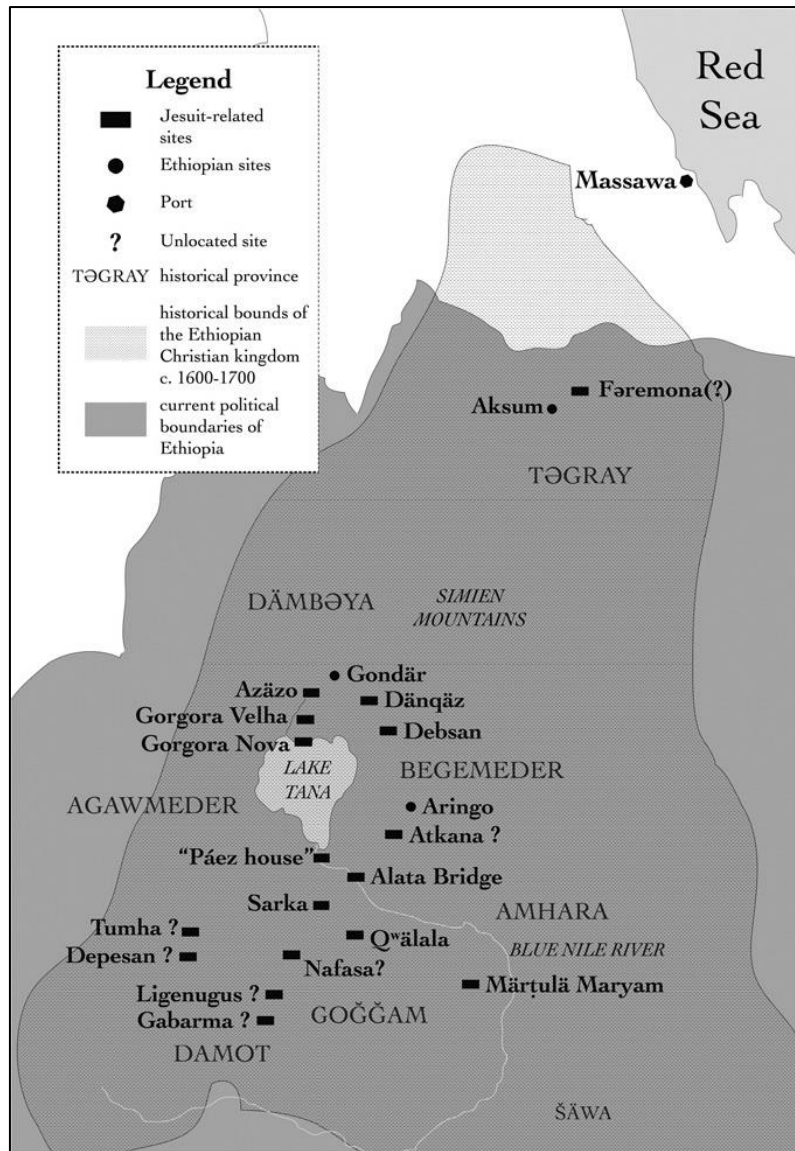 Legend
Jesuit-related
sites
Ethiopian sites
Port
?
Unlocated site
TƏGRAY
historical province
historical bounds of
the Ethiopian
Christian kingdom
c. 1600-1700
current political
boundaries of
Ethiopia
Red
Sea
Massawa
Fəremona(?)
Aksum
TƏGRAY
DÄMBƏYA
SIMIEN
MOUNTAINS
Gondär
Azäzo
Dänqäz
Gorgora Velha
Debsan
Gorgora Nova
LAKE
TANA
BEGEMEDER
AGAWMEDER
Aringo
Atkana ?
“Páez house”
Alata Bridge
Sarka
AMHARA
Tumha ?
Qʷälala
BLUE NILE RIVER
Depesan ?
Nafasa?
Märṭulä Maryam
Ligenugus ?
GOǦǦAM
Gabarma ?
DAMOT
ŠÄWA